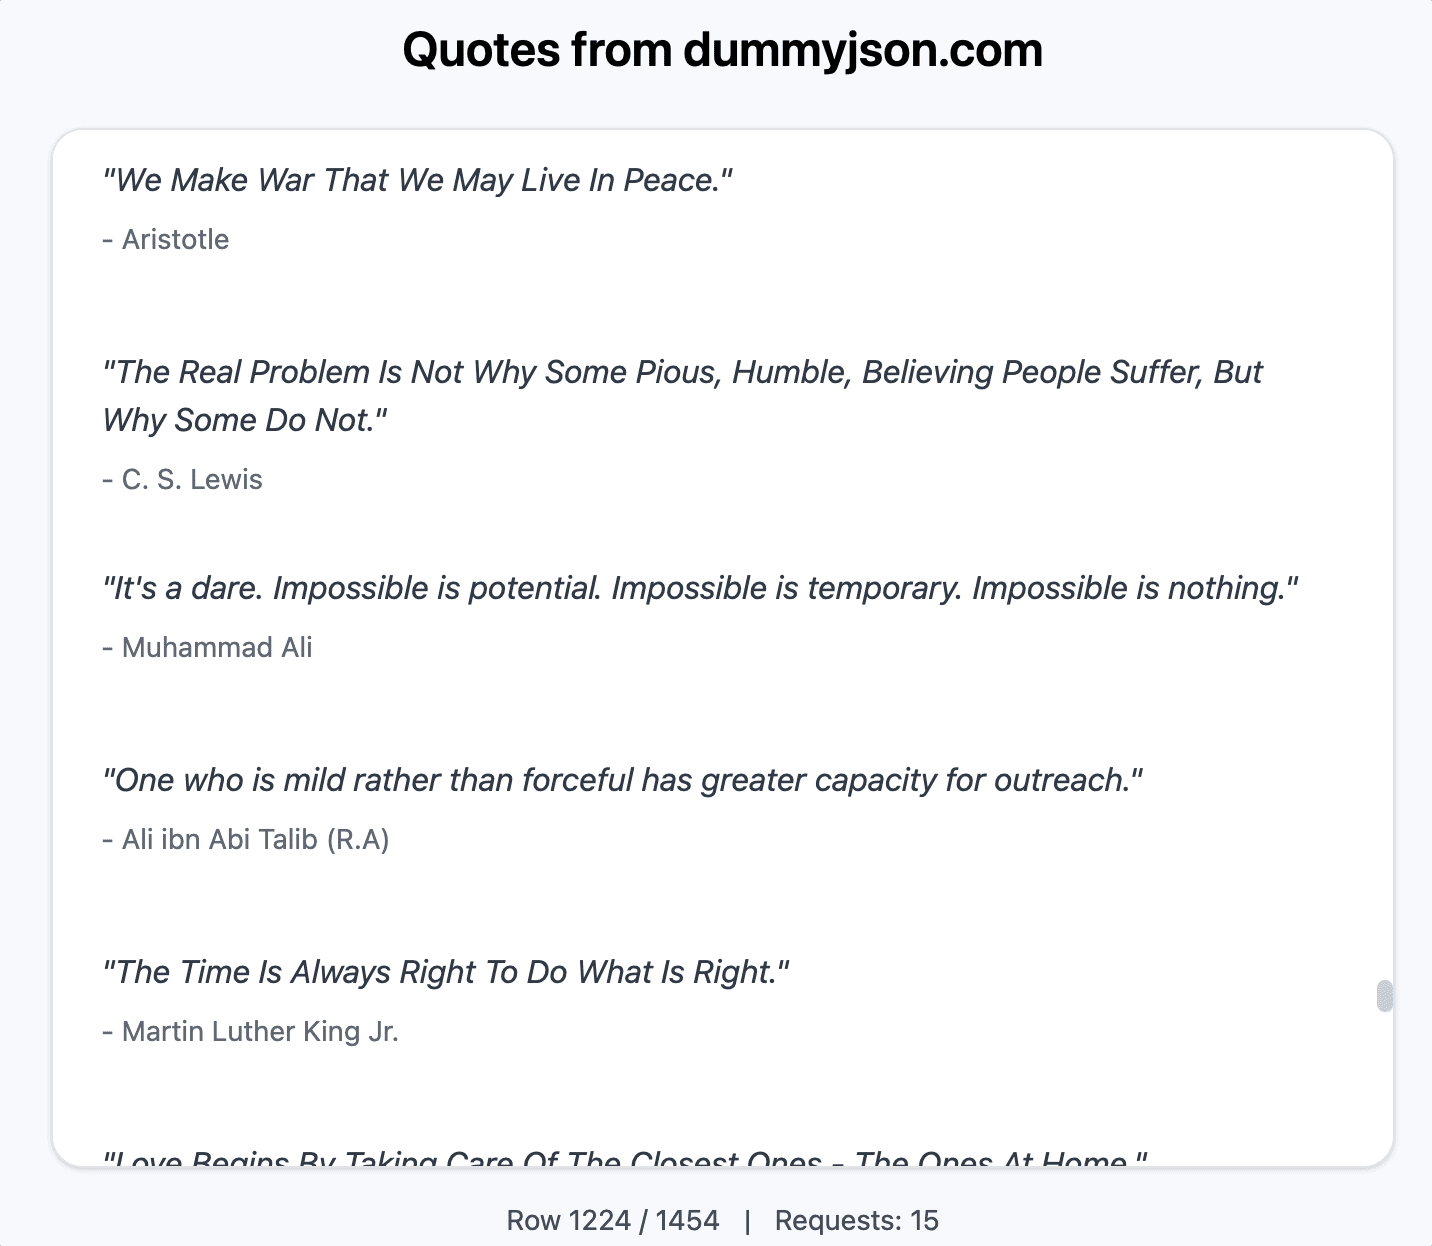 Quotes from dummyjson.com
"We Make War That We May Live In Peace."
- Aristotle
"The Real Problem Is Not Why Some Pious, Humble, Believing People Suffer, But
Why Some Do Not."
- C. S. Lewis
"It's a dare. Impossible is potential. Impossible is temporary. Impossible is nothing."
- Muhammad Ali
"One who is mild rather than forceful has greater capacity for outreach."
- Ali ibn Abi Talib (R.A)
"The Time Is Always Right To Do What Is Right."
- Martin Luther King Jr.
"Love Begins By Taking Care Of The Closest Ones - The Ones At Home."
Row 1224 / 1454 | Requests: 15